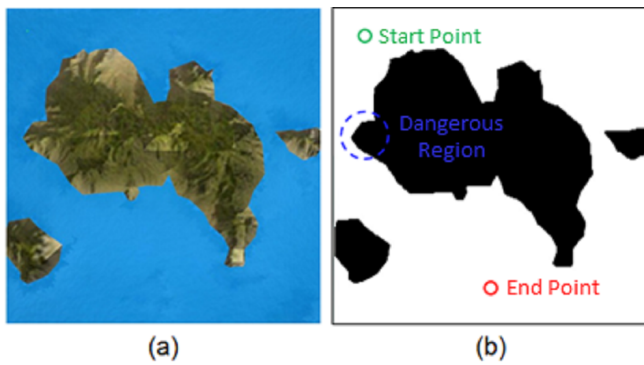 Start Point
Dangerous
Region
End Point
(a)
(b)